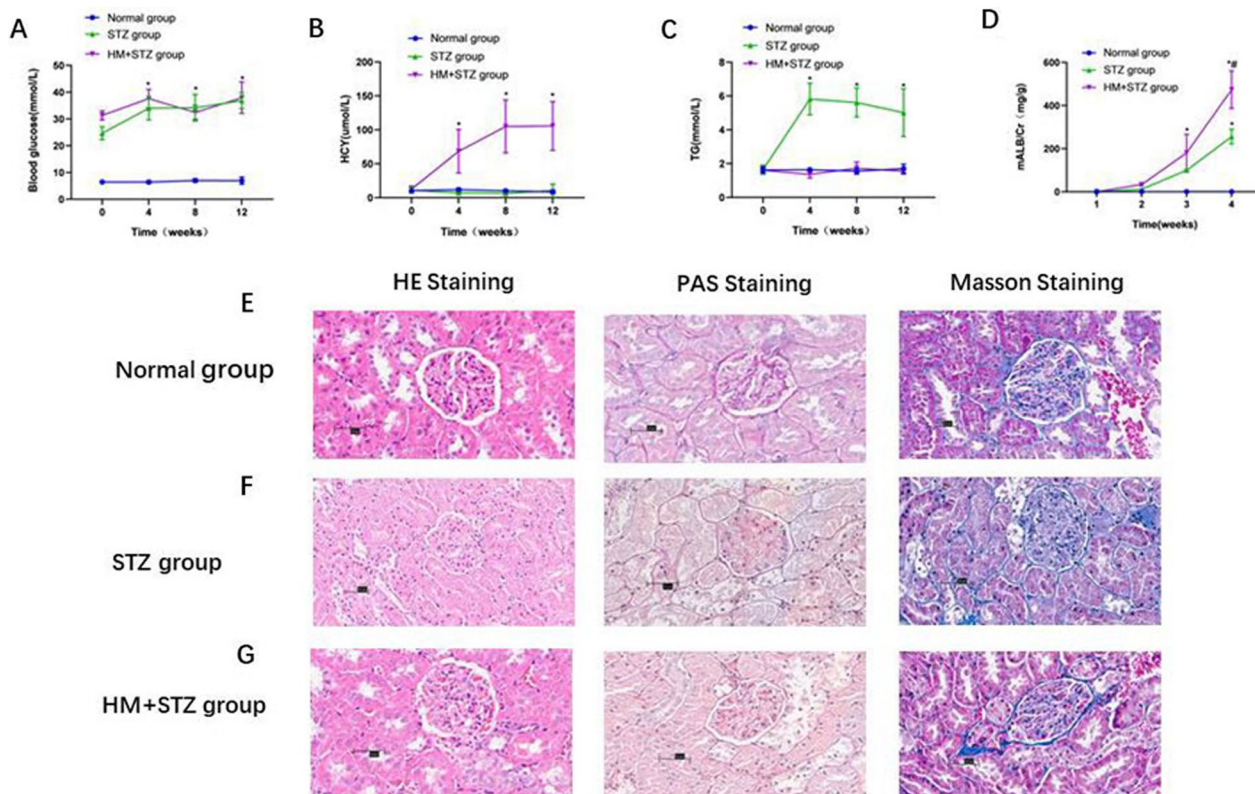 A
Normal group
STZ group
HM+STZ group
Blood glucose(mmol/L)
50
40
30
20
10
0
0 4 8 12
* * *
Time（weeks）
B
Normal group
STZ group
HM+STZ group
HCY(umol/L)
200
150
100
50
0
0 4 8 12
* * *
Time（weeks）
C
Normal group
STZ group
HM+STZ group
TG(mmol/L)
8
6
4
2
0
0 4 8 12
* * *
Time（weeks）
D
Normal group
STZ group
HM+STZ group
mALB/Cr（mg/g)
600
400
200
0
1 2 3 4
* *# *
Time(weeks)
HE Staining PAS Staining Masson Staining
E
Normal group
F
STZ group
G
HM+STZ group